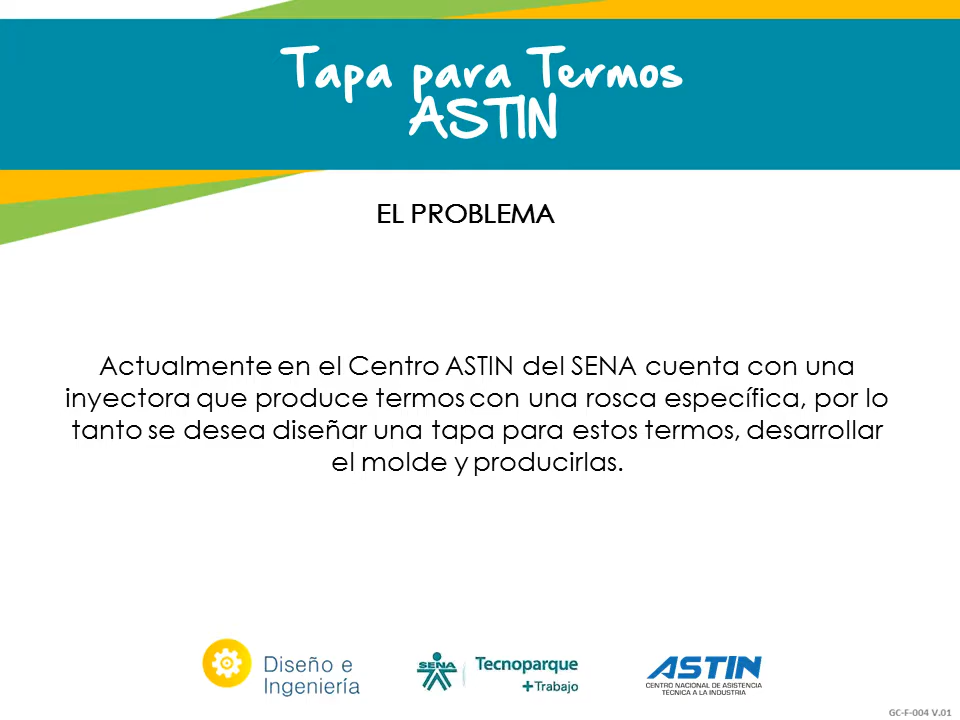 Tapa para Termos
ASTIN
EL PROBLEMA
Actualmente en el Centro ASTIN del SENA cuenta con una
inyectora que produce termos con una rosca específica, por lo
tanto se desea diseñar una tapa para estos termos, desarrollar
el molde y producirlas.
Diseño e
Ingeniería
SENA
Tecnoparque
+Trabajo
ASTIN
CENTRO NACIONAL DE ASISTENCIA
TECNICA A LA INDUSTRIA
GC-F-004 V.01